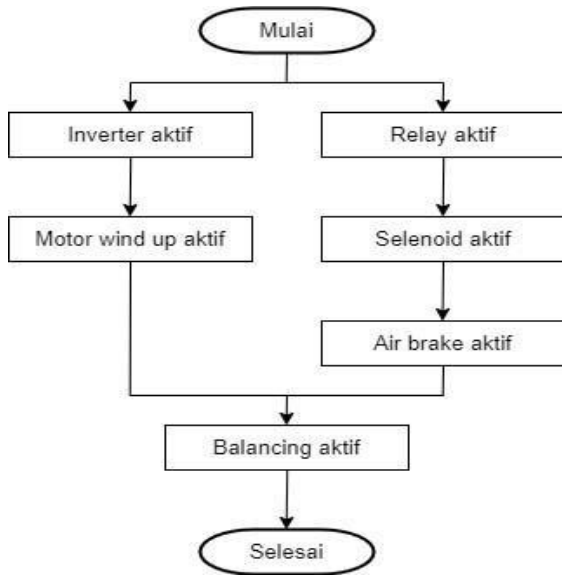 Mulai
Inverter aktif
Relay aktif
Motor wind up aktif
Selenoid aktif
Air brake aktif
Balancing aktif
Selesai